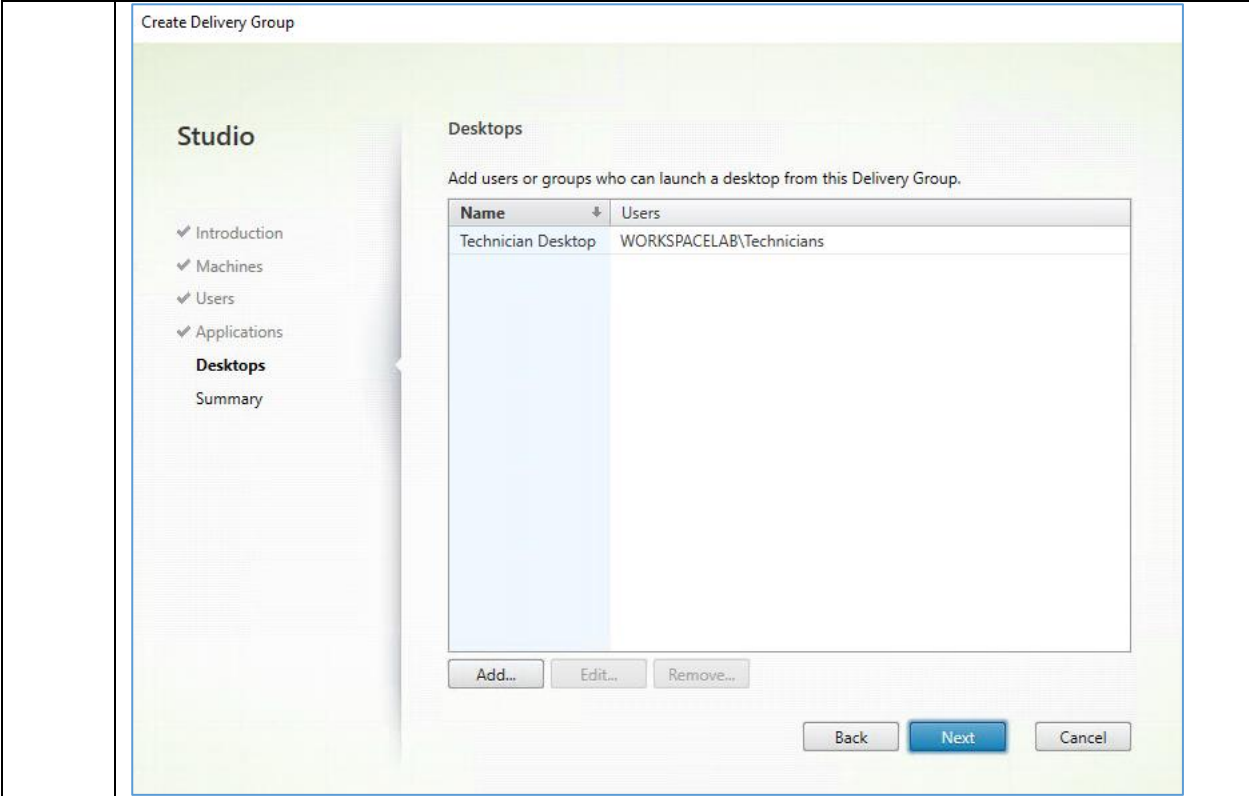 Create Delivery Group
Studio
Introduction
Machines
Users
Applications
Desktops
Summary
Desktops
Add users or groups who can launch a desktop from this Delivery Group.
Name Users
Technician Desktop WORKSPACELAB\Technicians
Add... Edit... Remove...
Back Next Cancel